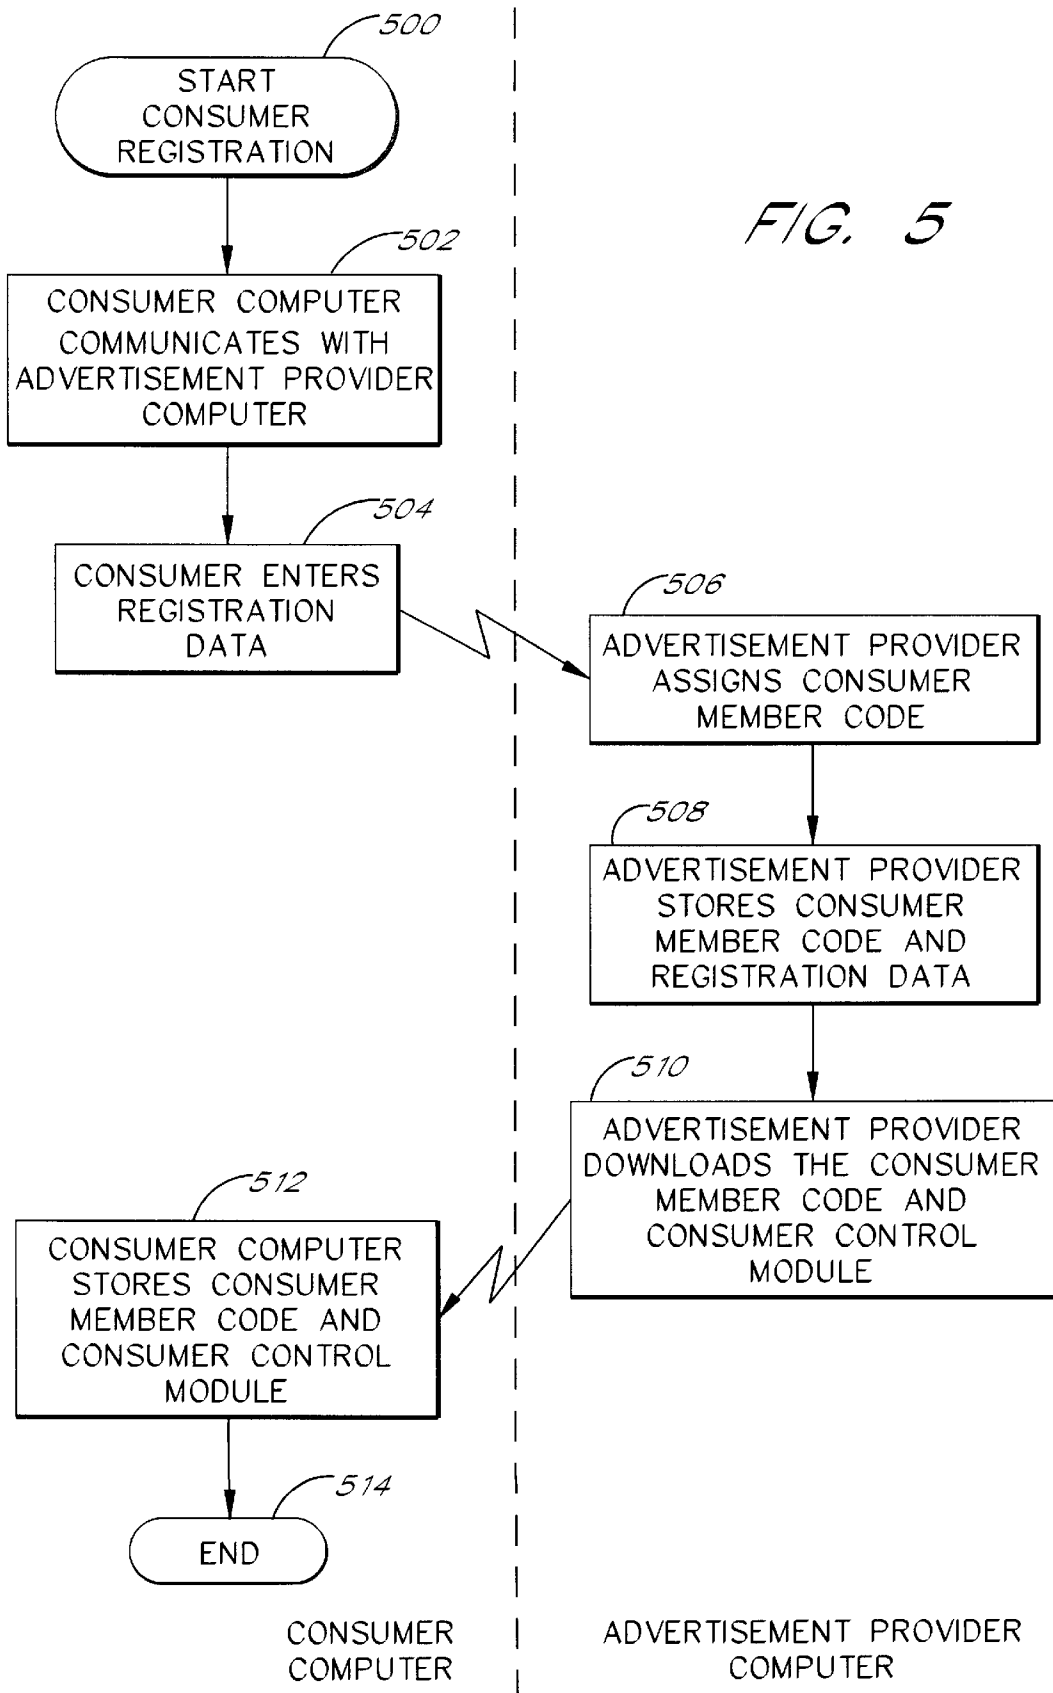 500
START
CONSUMER
REGISTRATION
FIG. 5
502
CONSUMER COMPUTER
COMMUNICATES WITH
ADVERTISEMENT PROVIDER
COMPUTER
504
CONSUMER ENTERS
REGISTRATION
DATA
506
ADVERTISEMENT PROVIDER
ASSIGNS CONSUMER
MEMBER CODE
508
ADVERTISEMENT PROVIDER
STORES CONSUMER
MEMBER CODE AND
REGISTRATION DATA
510
ADVERTISEMENT PROVIDER
DOWNLOADS THE CONSUMER
MEMBER CODE AND
CONSUMER CONTROL
MODULE
512
CONSUMER COMPUTER
STORES CONSUMER
MEMBER CODE AND
CONSUMER CONTROL
MODULE
514
END
CONSUMER
COMPUTER
ADVERTISEMENT PROVIDER
COMPUTER